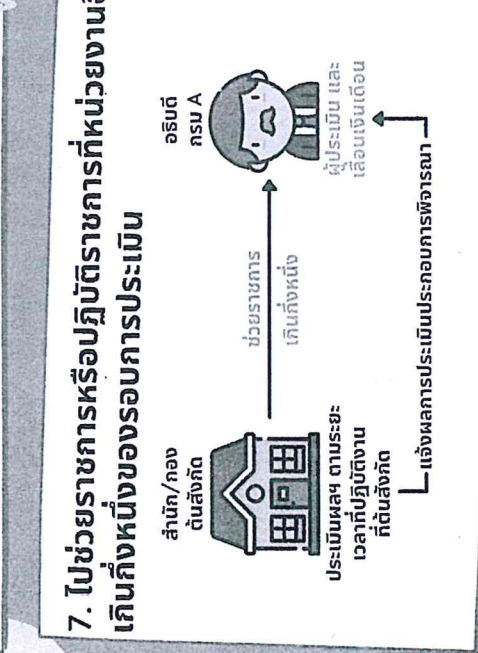 7. ไปช่วยราชการหรือปฏิบัติราชการที่หน่วยงาน
เกินกึ่งหนึ่งของรอบการประเมิน
สำนัก/กอง
ต้นสังกัด
ช่วยราชการ
เกินกึ่งหนึ่ง
อธิบดี
กรม A
ประเมินผลฯ ตามระยะ
เวลาที่ปฏิบัติงาน
ที่ต้นสังกัด
ผู้ประเมิน และ
เลื่อนเงินเดือน
แจ้งผลการประเมินประกอบการพิจารณา